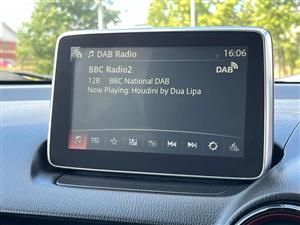 DAB Radio 16:06
BBC Radio2 DAB
12B BBC National DAB
Now Playing: Houdini by Dua Lipa